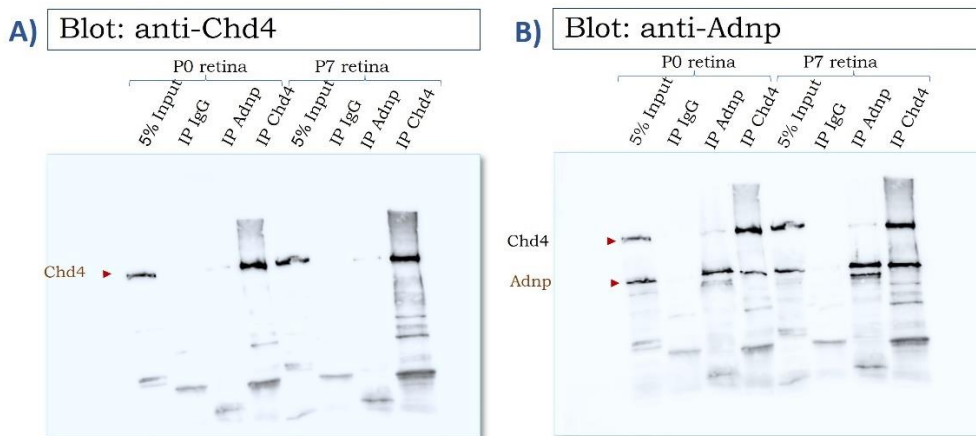 A) Blot: anti-Chd4
P0 retina P7 retina
5% Input IP IgG IP Adnp IP Chd4 5% Input IP IgG IP Adnp IP Chd4
Chd4
B) Blot: anti-Adnp
P0 retina P7 retina
5% Input IP IgG IP Adnp IP Chd4 5% Input IP IgG IP Adnp IP Chd4
Chd4
Adnp